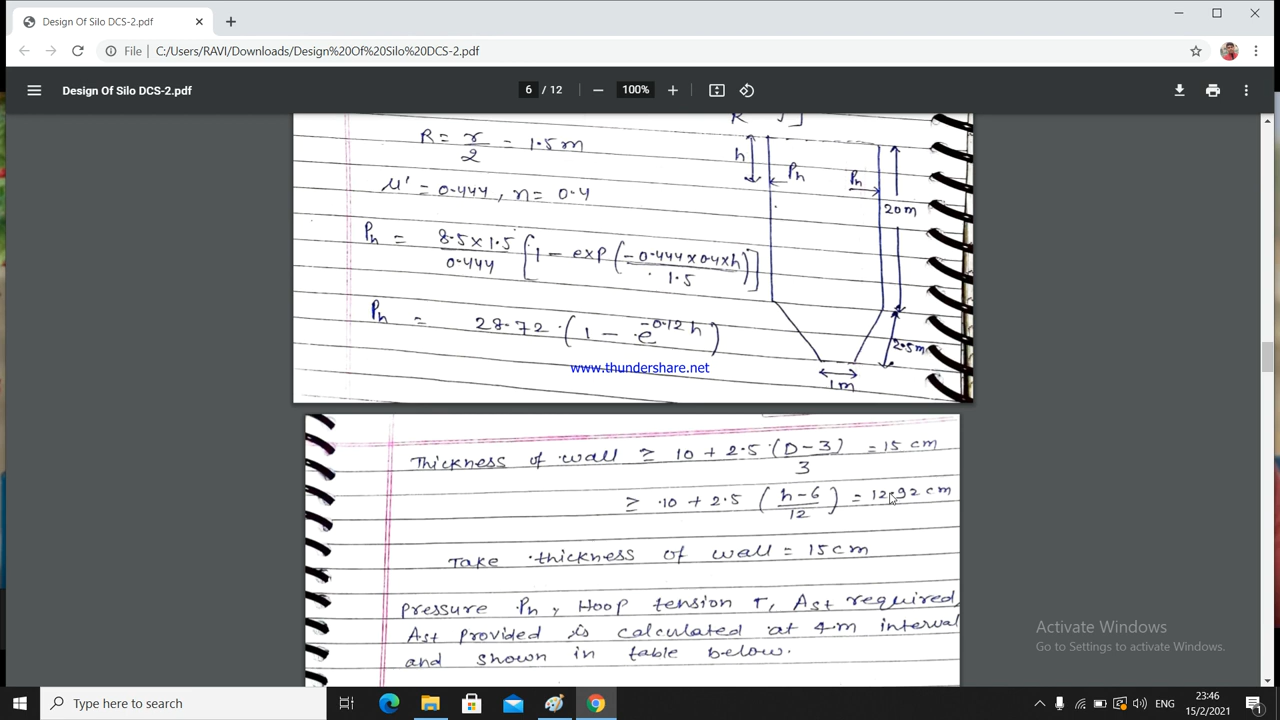 Design Of Silo DCS-2.pdf
File | C:/Users/RAVI/Downloads/Design%20Of%20Silo%20DCS-2.pdf
Design Of Silo DCS-2.pdf
6 / 12
100%
R = r/2 = 1.5 m
μ' = 0.444, n = 0.4
Ph = 8.5×1.5/0.444 [1 - exp (-0.444×0.4×h/1.5)]
Ph = 28.72 (1 - e^-0.12h)
h
Ph
Ph
20m
2.5m
1m
www.thundershare.net
Thickness of wall ≥ 10 + 2.5 (D-3)/3 = 15 cm
≥ 10 + 2.5 (h-6/12) = 12.92 cm
Take thickness of wall = 15cm
Pressure Ph, Hoop tension T, Ast required,
Ast provided is calculated at 4m interval
and shown in table below.
Activate Windows
Go to Settings to activate Windows.
Type here to search
ENG
23:46
15/2/2021
1